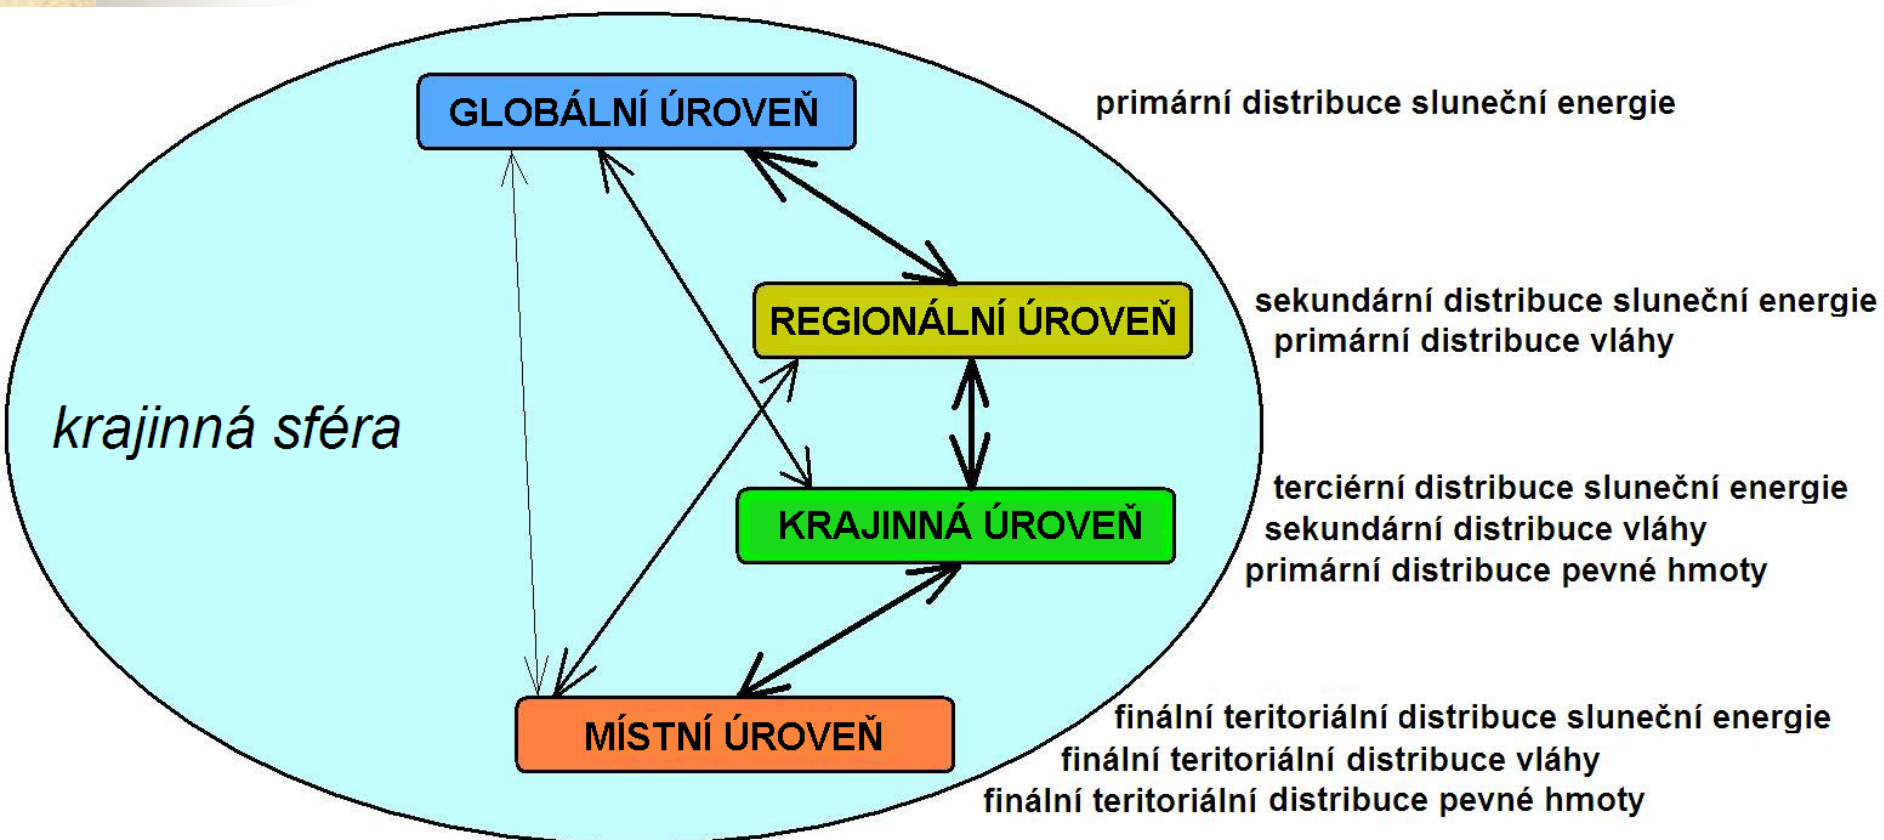 GLOBÁLNÍ ÚROVEŇ
primární distribuce sluneční energie
REGIONÁLNÍ ÚROVEŇ
sekundární distribuce sluneční energie
primární distribuce vláhy
krajinná sféra
KRAJINNÁ ÚROVEŇ
terciérní distribuce sluneční energie
sekundární distribuce vláhy
primární distribuce pevné hmoty
MÍSTNÍ ÚROVEŇ
finální teritoriální distribuce sluneční energie
finální teritoriální distribuce vláhy
finální teritoriální distribuce pevné hmoty